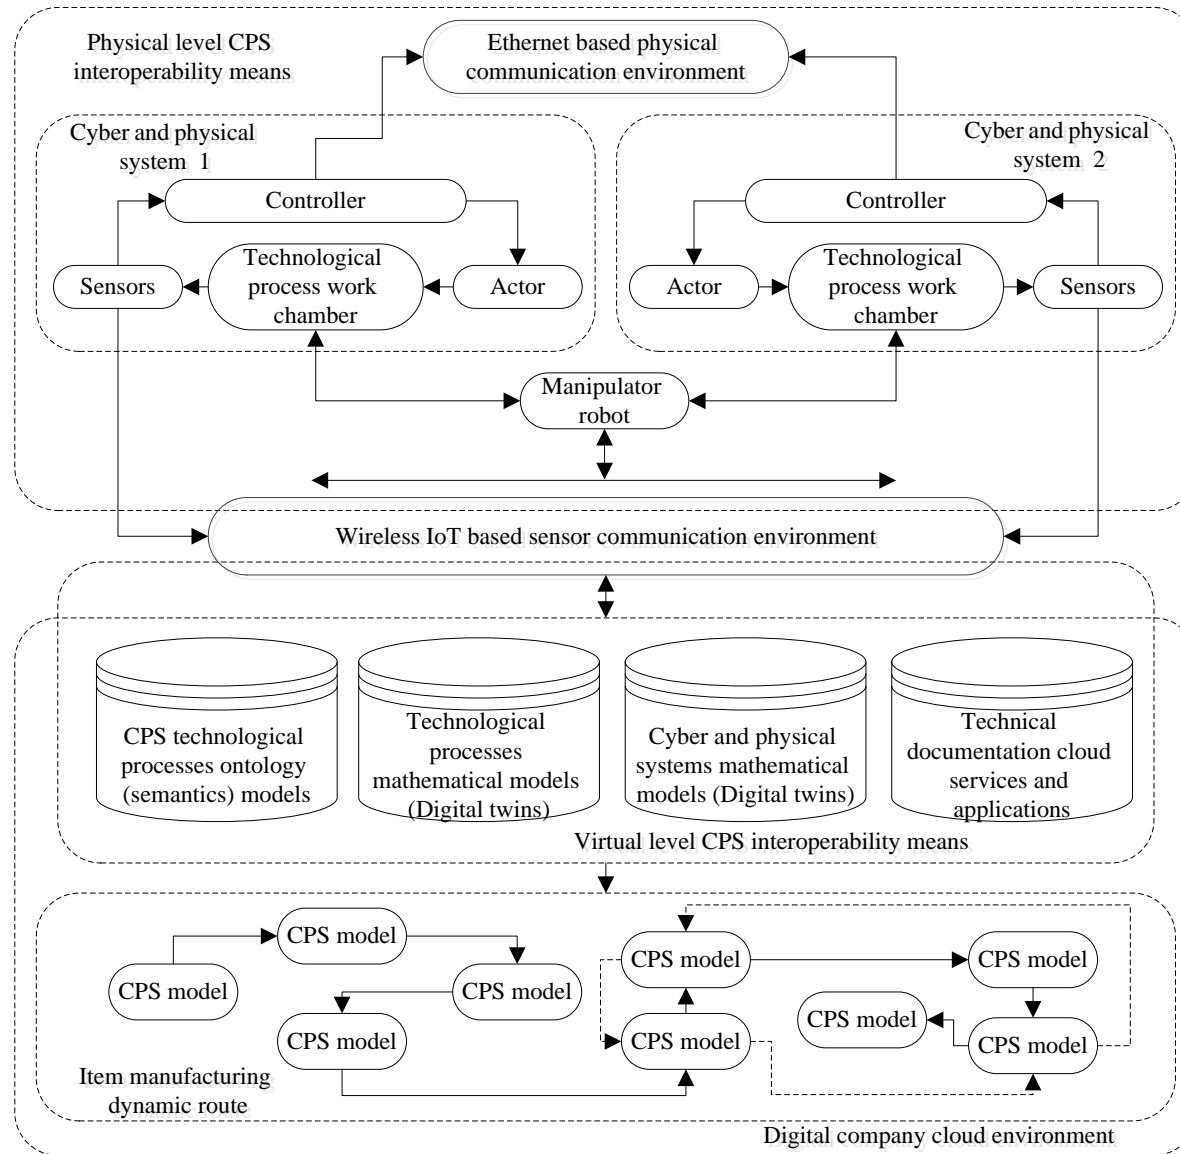 Physical level CPS
interoperability means
Ethernet based physical
communication environment
Cyber and physical
system 1
Cyber and physical
system 2
Controller
Controller
Sensors
Technological
process work
chamber
Actor
Actor
Technological
process work
chamber
Sensors
Manipulator
robot
Wireless IoT based sensor communication environment
CPS technological
processes ontology
(semantics) models
Technological
processes
mathematical models
(Digital twins)
Cyber and physical
systems mathematical
models (Digital twins)
Technical
documentation cloud
services and
applications
Virtual level CPS interoperability means
CPS model
CPS model
CPS model
CPS model
CPS model
CPS model
CPS model
CPS model
CPS model
Item manufacturing
dynamic route
Digital company cloud environment